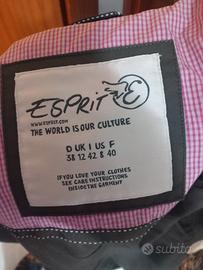 ESPRIT
WWW.ESPRIT.COM
THE WORLD IS OUR CULTURE
D UK I US F
38 12 42 8 40
IF YOU LOVE YOUR CLOTHES
SEE CARE INSTRUCTIONS
INSIDE THE GARMENT
subito